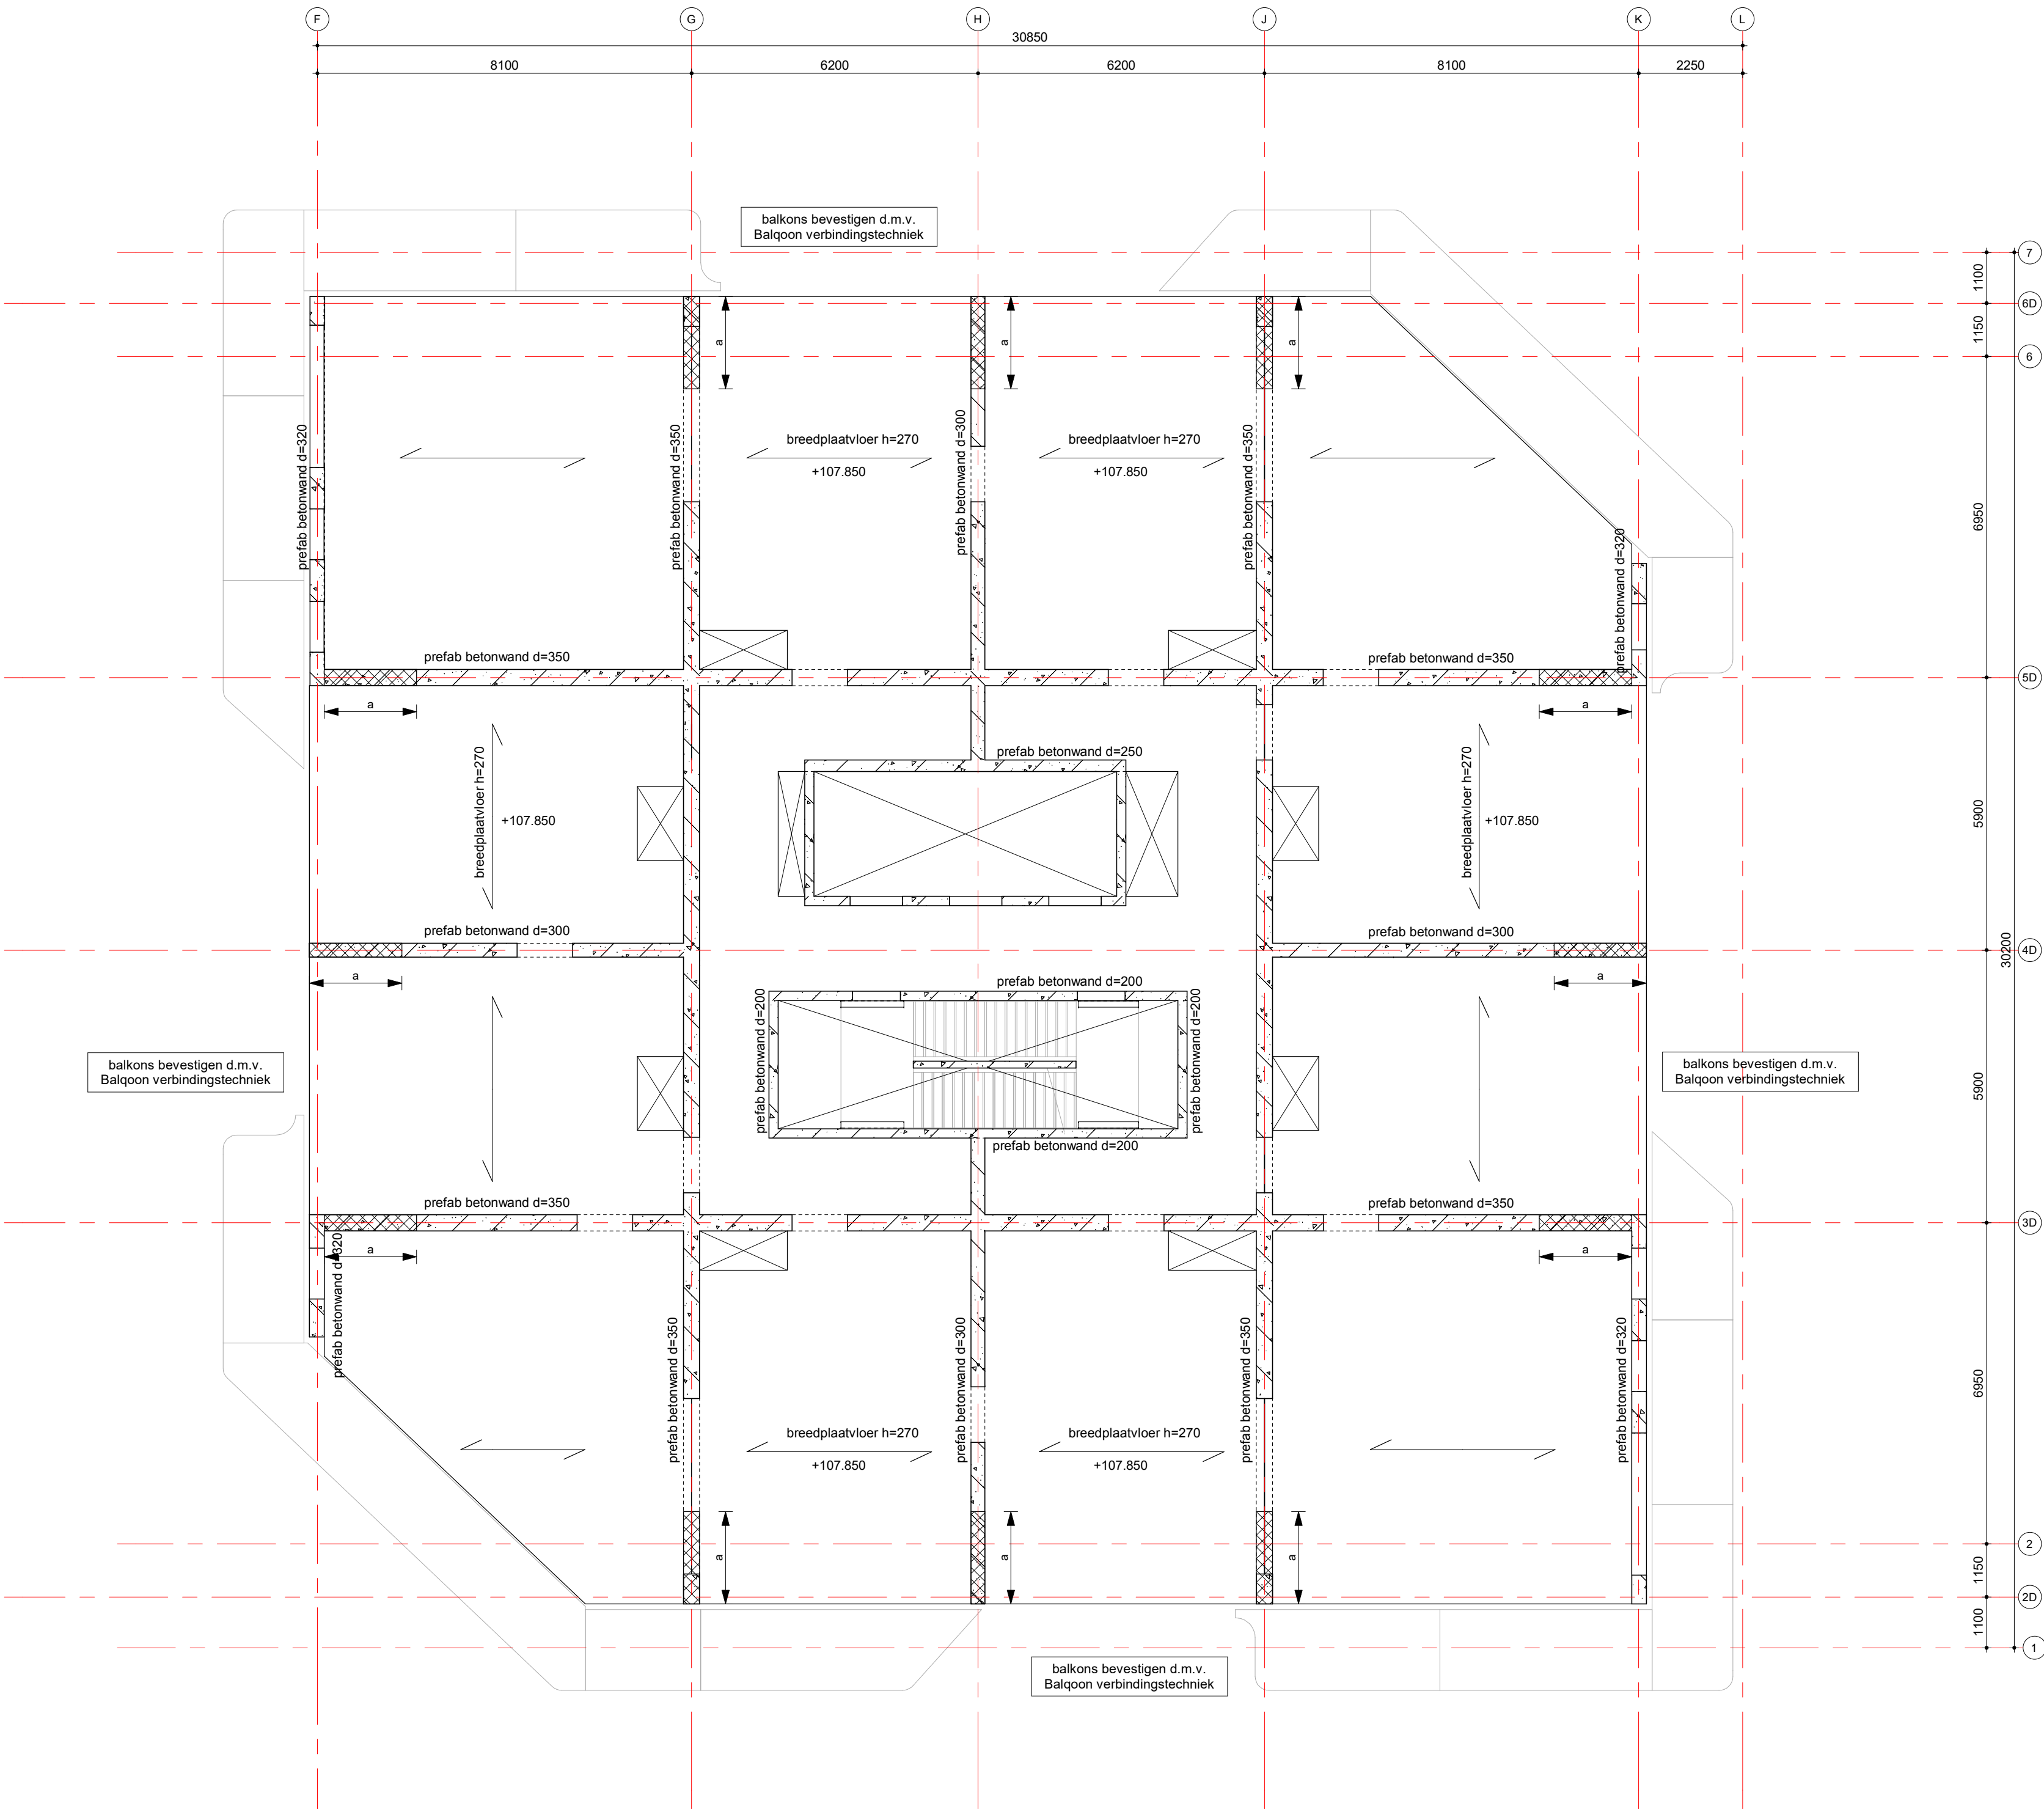 F
G
H
J
K
L
30850
8100
6200
6200
8100
2250
balkons bevestigen d.m.v.
Balqoon verbindingstechniek
7
1100
6D
1150
6
a
a
a
prefab betonwand d=320
prefab betonwand d=350
breedplaatvloer h=270
+107.850
prefab betonwand d=300
breedplaatvloer h=270
+107.850
prefab betonwand d=350
6950
prefab betonwand d=320
prefab betonwand d=350
prefab betonwand d=350
5D
a
a
prefab betonwand d=250
breedplaatvloer h=270
+107.850
breedplaatvloer h=270
+107.850
5900
prefab betonwand d=300
prefab betonwand d=300
30200
4D
a
a
prefab betonwand d=200
prefab betonwand d=200
prefab betonwand d=200
balkons bevestigen d.m.v.
Balqoon verbindingstechniek
balkons bevestigen d.m.v.
Balqoon verbindingstechniek
5900
prefab betonwand d=200
prefab betonwand d=350
prefab betonwand d=350
3D
a
a
prefab betonwand d=320
prefab betonwand d=350
breedplaatvloer h=270
+107.850
prefab betonwand d=300
breedplaatvloer h=270
+107.850
prefab betonwand d=350
prefab betonwand d=320
6950
a
a
a
2
1150
2D
1100
1
balkons bevestigen d.m.v.
Balqoon verbindingstechniek